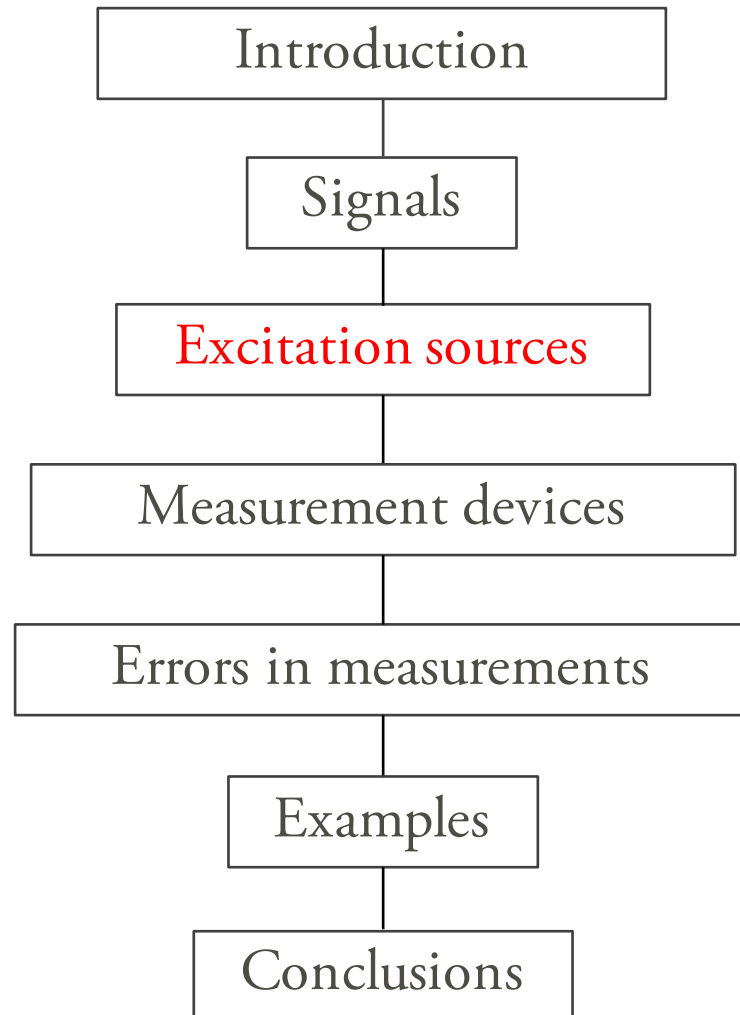 Introduction
Signals
Excitation sources
Measurement devices
Errors in measurements
Examples
Conclusions